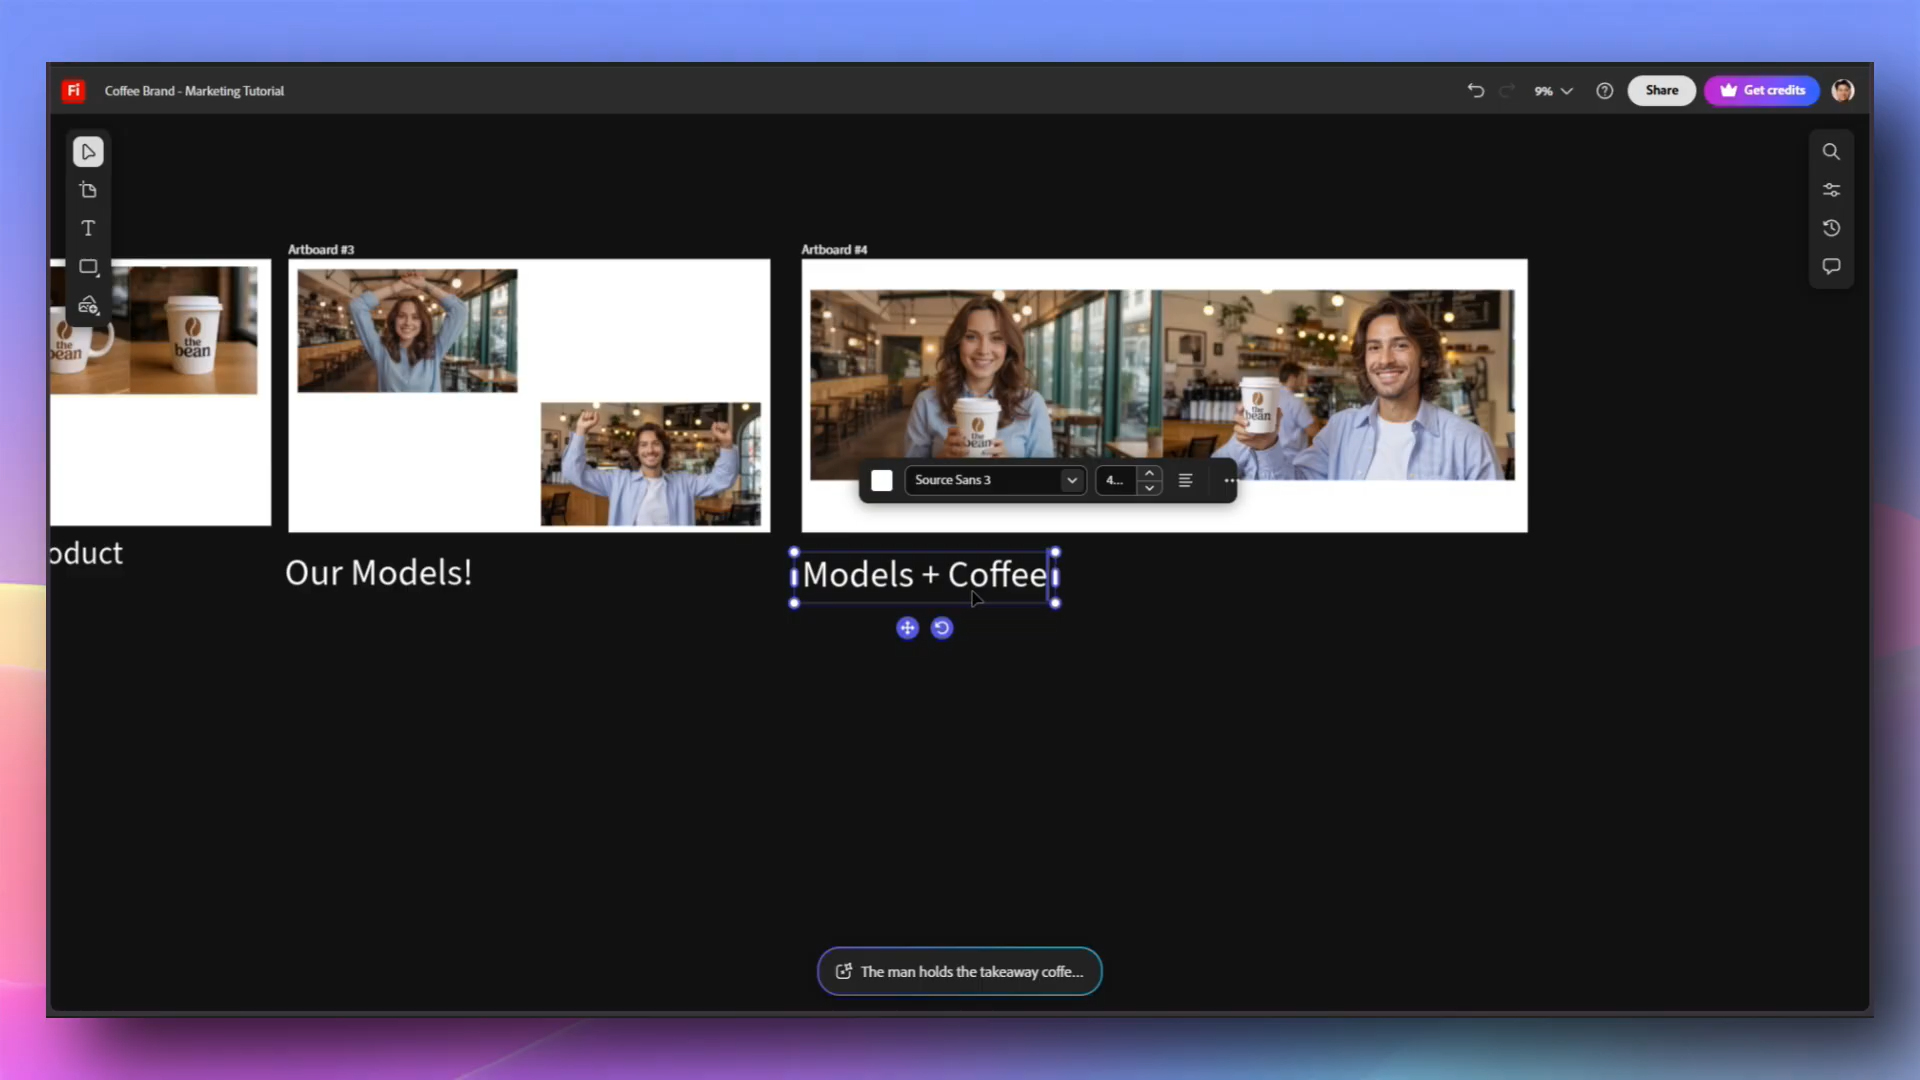 Fi
Coffee Brand - Marketing Tutorial
9%
Share
Get credits
Artboard #3
Artboard #4
the
bean
the
bean
the
bean
the
bean
Source Sans 3
4...
oduct
Our Models!
Models + Coffee
The man holds the takeaway coffe...